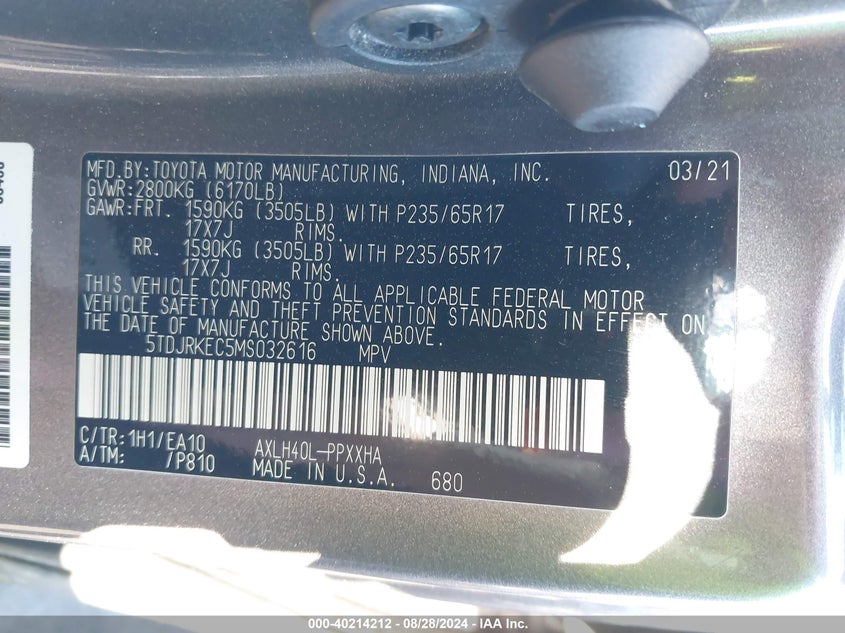 MFD.BY:TOYOTA MOTOR MANUFACTURING, INDIANA, INC. 03/21
GVWR:2800KG (6170LB)
GAWR:FRT. 1590KG (3505LB) WITH P235/65R17 TIRES,
17X7J RIMS.
RR. 1590KG (3505LB) WITH P235/65R17 TIRES,
17X7J RIMS.
THIS VEHICLE CONFORMS TO ALL APPLICABLE FEDERAL MOTOR
VEHICLE SAFETY AND THEFT PREVENTION STANDARDS IN EFFECT ON
THE DATE OF MANUFACTURE SHOWN ABOVE.
5TDJRKEC5MS032616 MPV
C/TR:1H1/EA10 AXLH40L-PPXXHA
A/TM: /P810 MADE IN U.S.A. 680
000-40214212 - 08/28/2024 - IAA Inc.